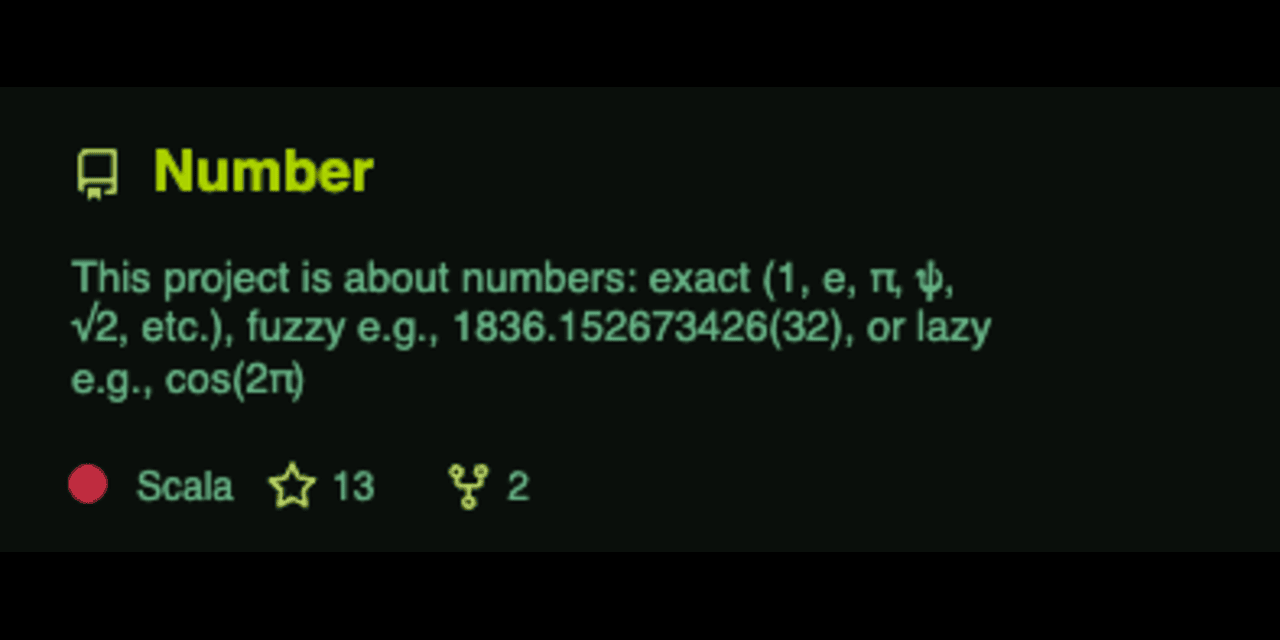 Number
This project is about numbers: exact (1, e, π, ψ,
√2, etc.), fuzzy e.g., 1836.152673426(32), or lazy
e.g., cos(2π)
Scala 13 2